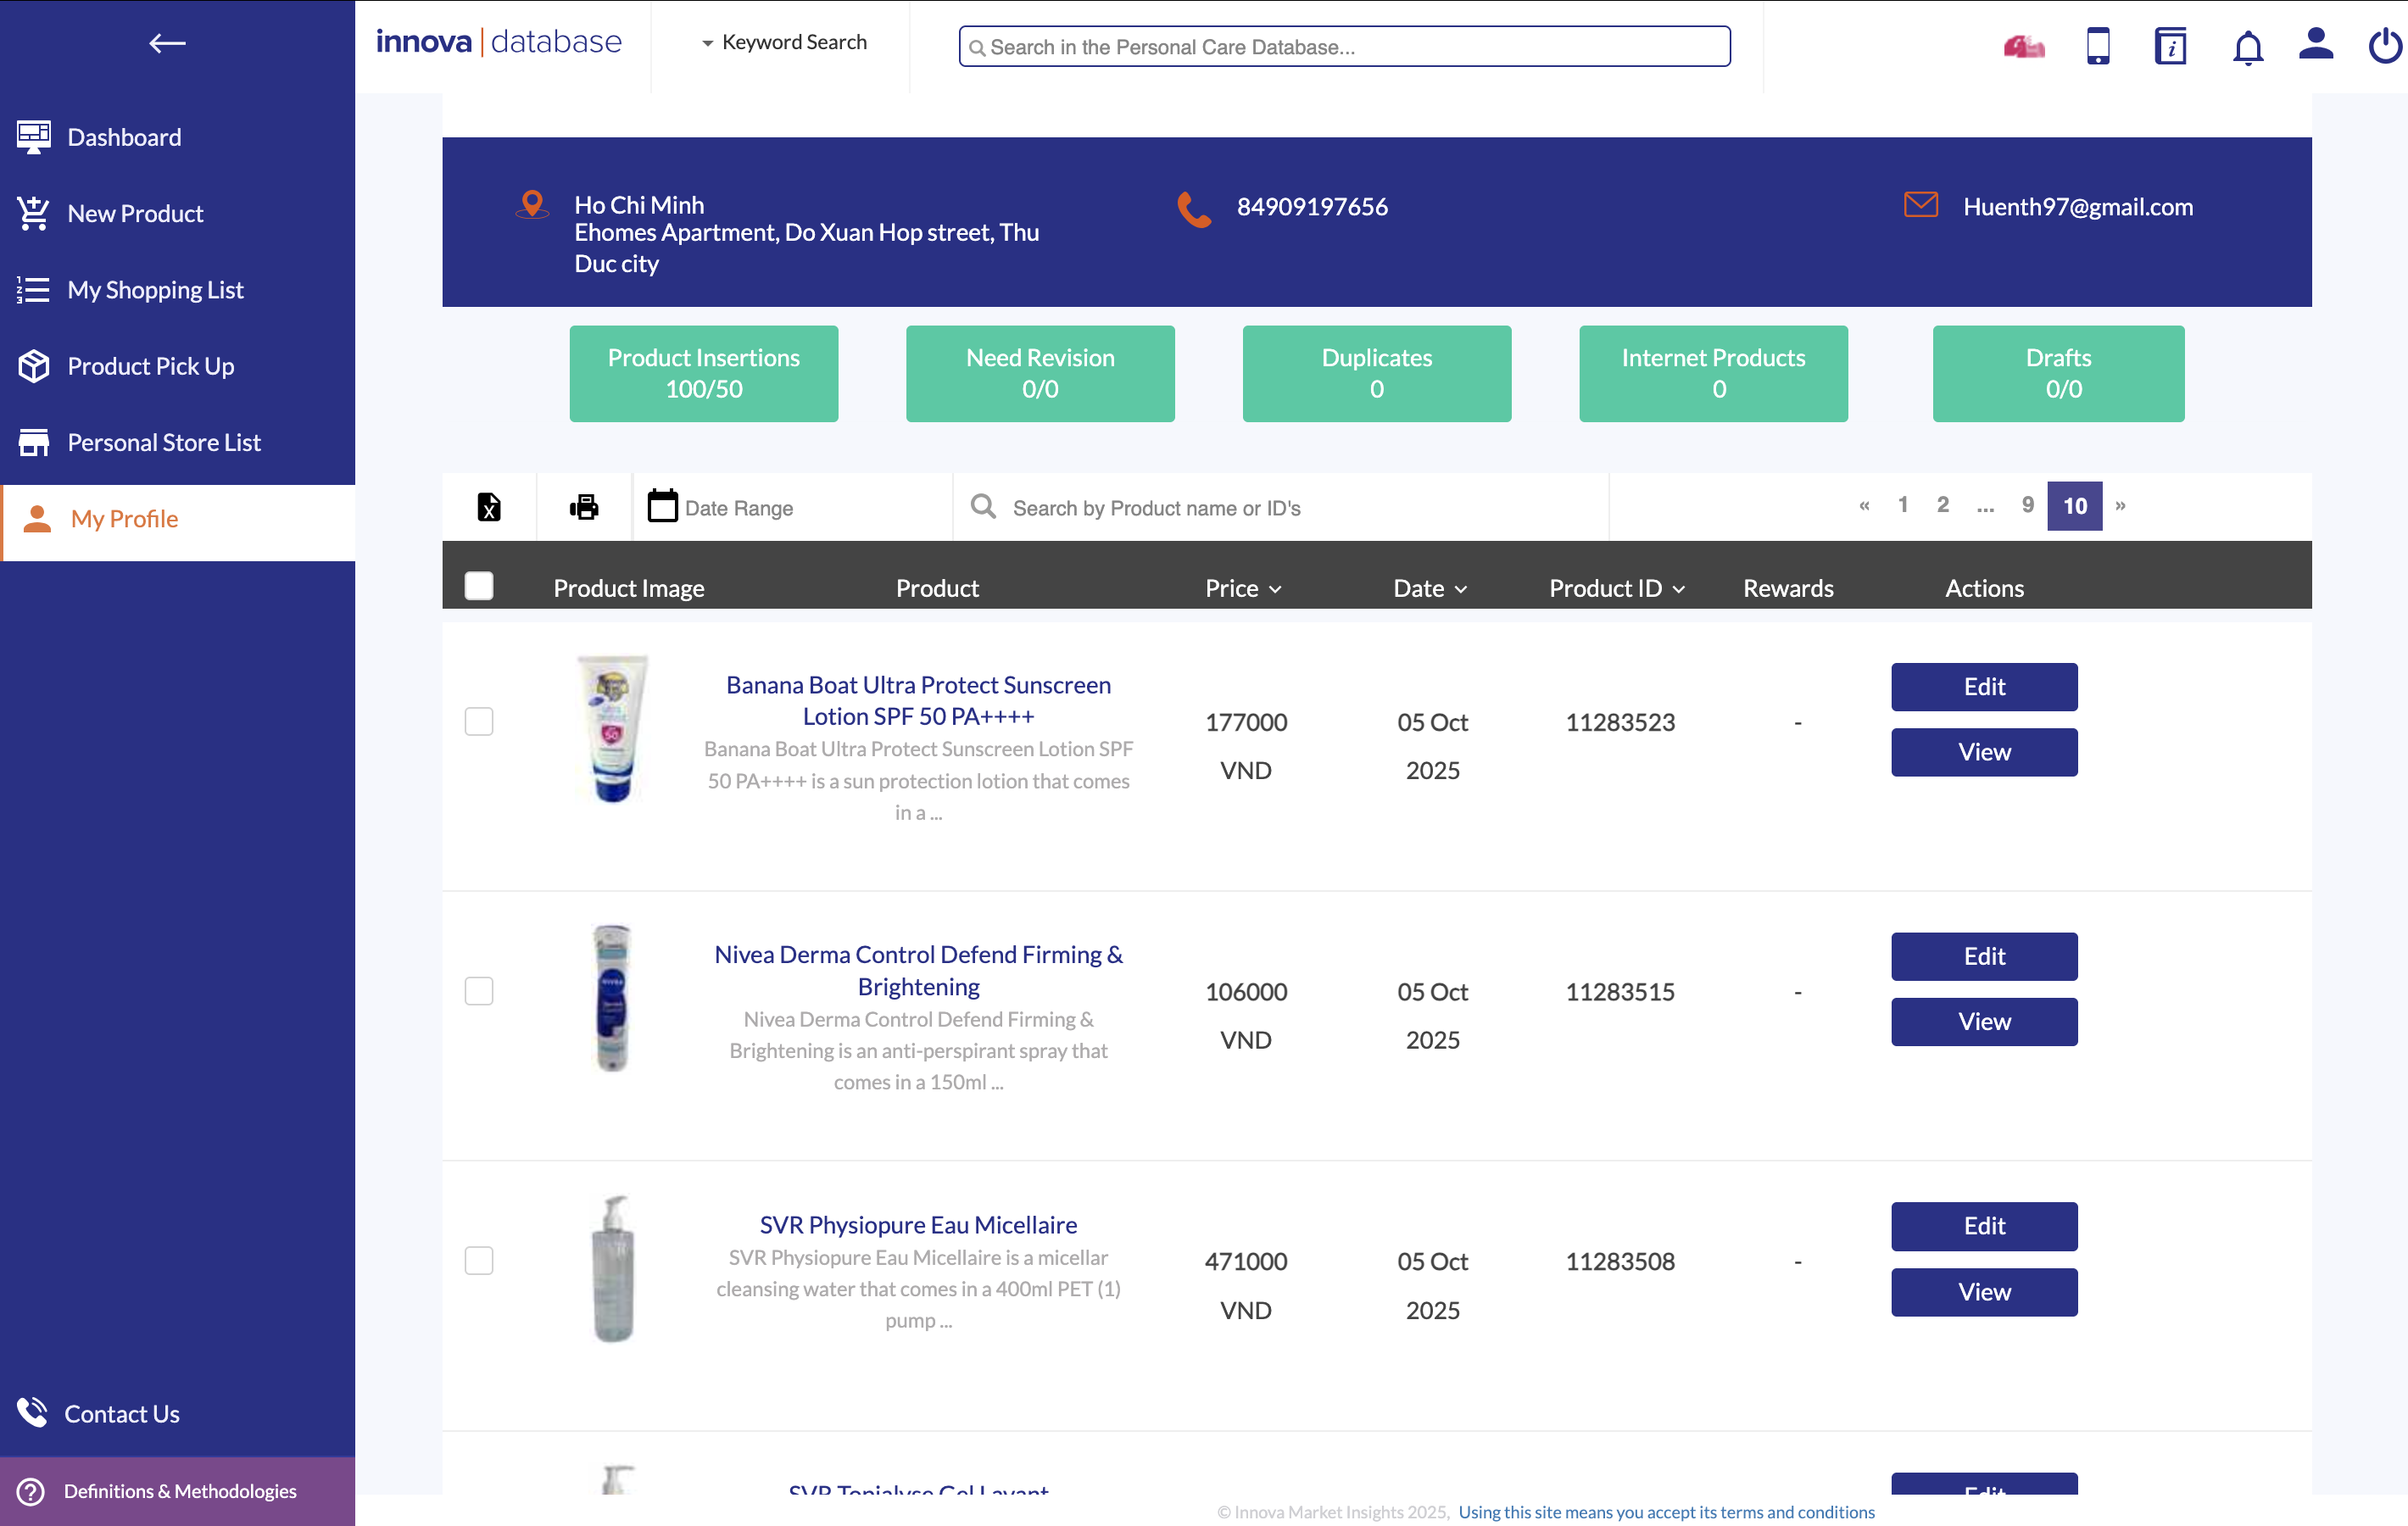 innova | database
Keyword Search
Search in the Personal Care Database...
Dashboard
New Product
My Shopping List
Product Pick Up
Personal Store List
My Profile
Contact Us
Definitions & Methodologies
Ho Chi Minh
Ehomes Apartment, Do Xuan Hop street, Thu
Duc city
84909197656
Huenth97@gmail.com
Product Insertions
100/50
Need Revision
0/0
Duplicates
0
Internet Products
0
Drafts
0/0
Date Range
Search by Product name or ID's
« 1 2 ... 9 10 »
Product Image Product Price Date Product ID Rewards Actions
Banana Boat Ultra Protect Sunscreen
Lotion SPF 50 PA++++
Banana Boat Ultra Protect Sunscreen Lotion SPF
50 PA++++ is a sun protection lotion that comes
in a ...
177000
VND
05 Oct
2025
11283523
-
Edit
View
Nivea Derma Control Defend Firming &
Brightening
Nivea Derma Control Defend Firming &
Brightening is an anti-perspirant spray that
comes in a 150ml ...
106000
VND
05 Oct
2025
11283515
-
Edit
View
SVR Physiopure Eau Micellaire
SVR Physiopure Eau Micellaire is a micellar
cleansing water that comes in a 400ml PET (1)
pump ...
471000
VND
05 Oct
2025
11283508
-
Edit
View
SVR Topialyse Gel Lavant
Edit
© Innova Market Insights 2025, Using this site means you accept its terms and conditions